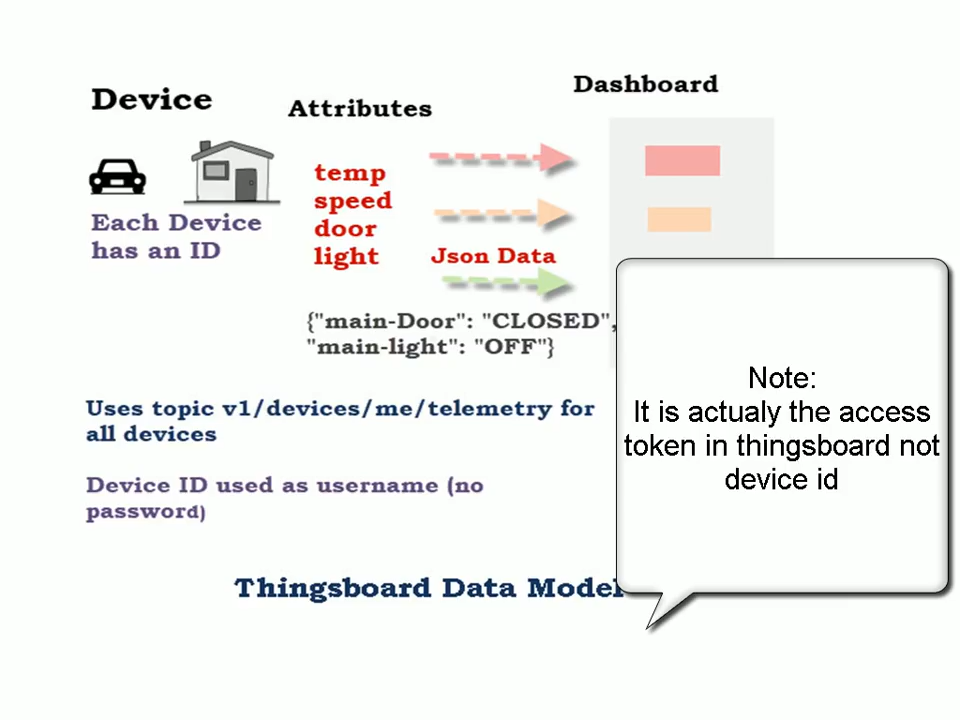 Device
Attributes
Dashboard
temp
speed
door
light
Each Device
has an ID
Json Data
{"main-Door": "CLOSED",
"main-light": "OFF"}
Uses topic v1/devices/me/telemetry for
all devices
Device ID used as username (no
password)
Thingsboard Data Model
Note:
It is actualy the access
token in thingsboard not
device id